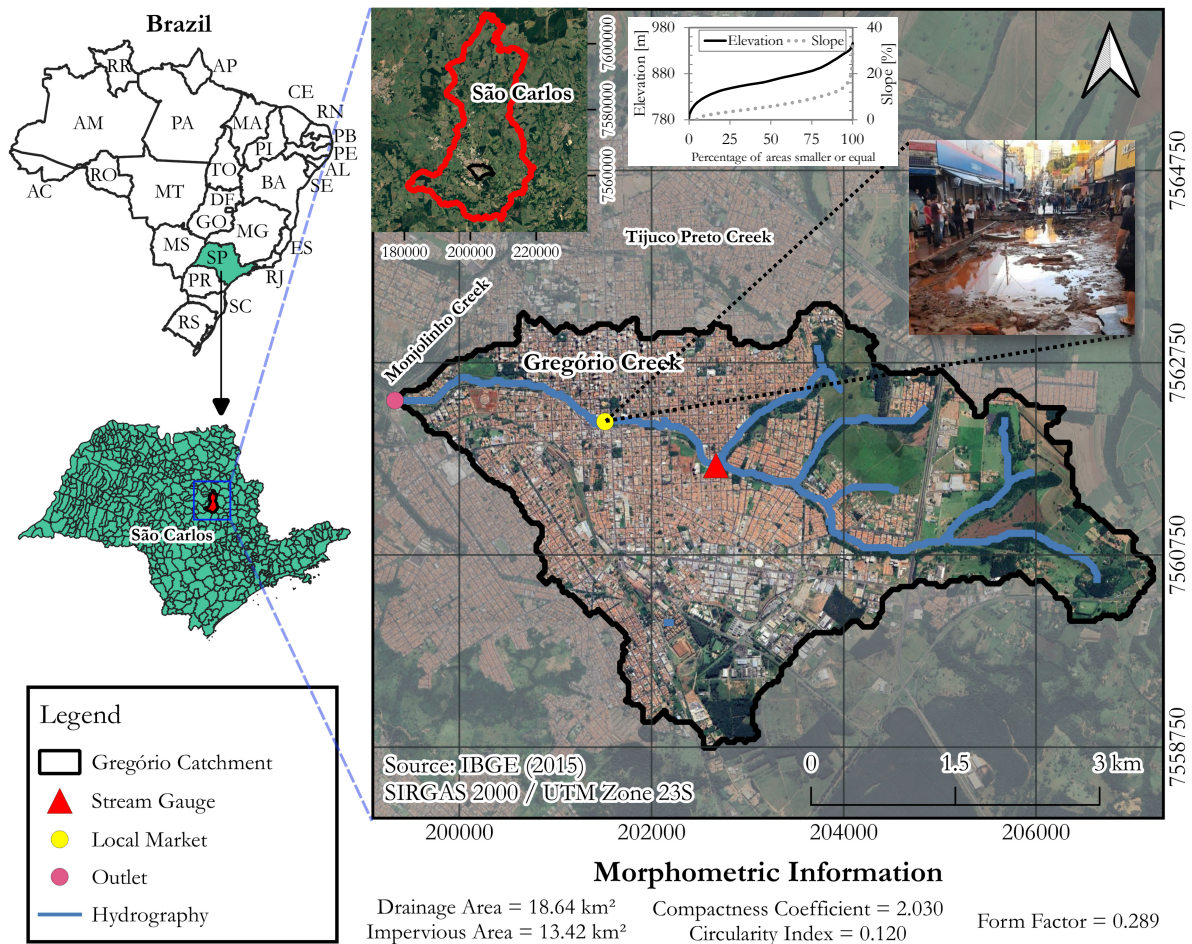 Brazil
RR
AP
AM
PA
MA
CE
RN
PB
PE
AL
SE
PI
AC
RO
TO
BA
MT
DF
GO
MG
ES
MS
SP
RJ
PR
SC
RS
São Carlos
Legend
Gregório Catchment
Stream Gauge
Local Market
Outlet
Hydrography
São Carlos
180000
200000
220000
7600000
7580000
7560000
Elevation
Slope
Elevation [m]
980
880
780
Slope [%]
40
20
0
0
25
50
75
100
Percentage of areas smaller or equal
Tijuco Preto Creek
Monjolinho Creek
Gregório Creek
7564750
7562750
7560750
7558750
Source: IBGE (2015)
SIRGAS 2000 / UTM Zone 23S
0
1.5
3 km
200000
202000
204000
206000
Morphometric Information
Drainage Area = 18.64 km²
Impervious Area = 13.42 km²
Compactness Coefficient = 2.030
Circularity Index = 0.120
Form Factor = 0.289